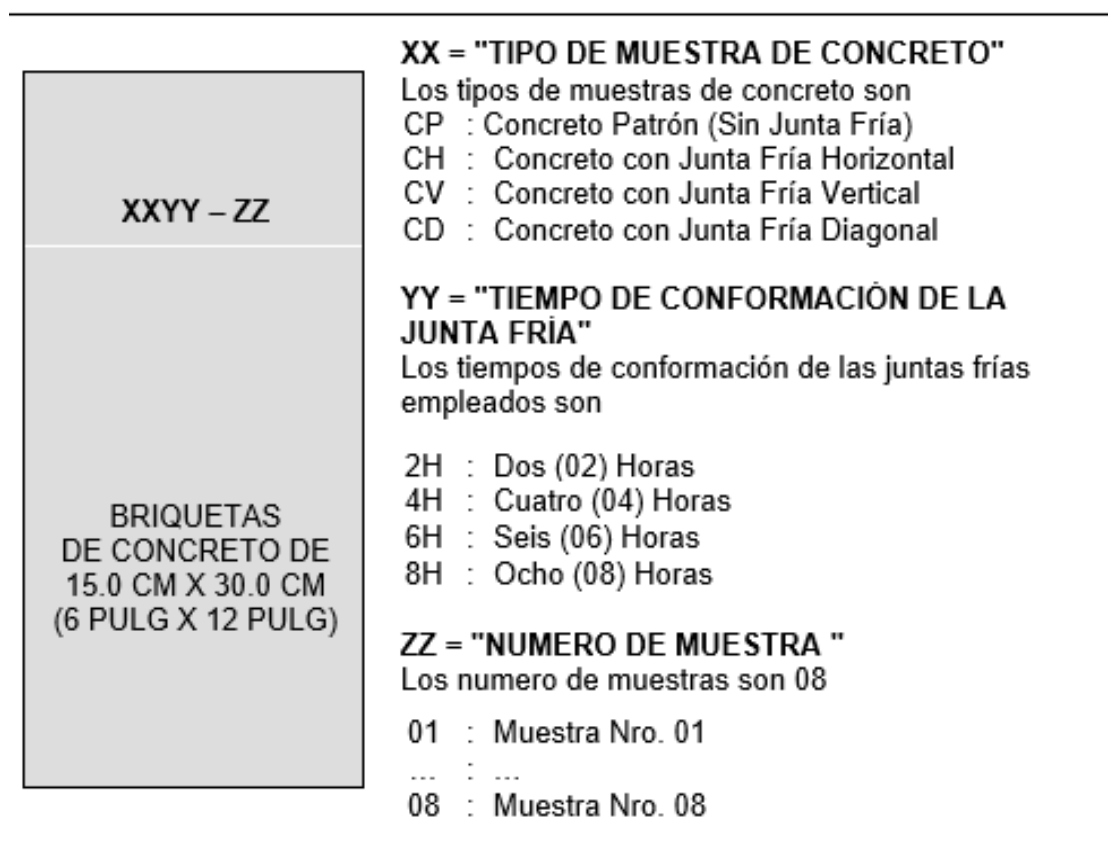 XXYY – ZZ
BRIQUETAS
DE CONCRETO DE
15.0 CM X 30.0 CM
(6 PULG X 12 PULG)
XX = "TIPO DE MUESTRA DE CONCRETO"
Los tipos de muestras de concreto son
CP : Concreto Patrón (Sin Junta Fría)
CH : Concreto con Junta Fría Horizontal
CV : Concreto con Junta Fría Vertical
CD : Concreto con Junta Fría Diagonal
YY = "TIEMPO DE CONFORMACIÓN DE LA
JUNTA FRÍA"
Los tiempos de conformación de las juntas frías
empleados son
2H : Dos (02) Horas
4H : Cuatro (04) Horas
6H : Seis (06) Horas
8H : Ocho (08) Horas
ZZ = "NUMERO DE MUESTRA "
Los numero de muestras son 08
01 : Muestra Nro. 01
... : ...
08 : Muestra Nro. 08